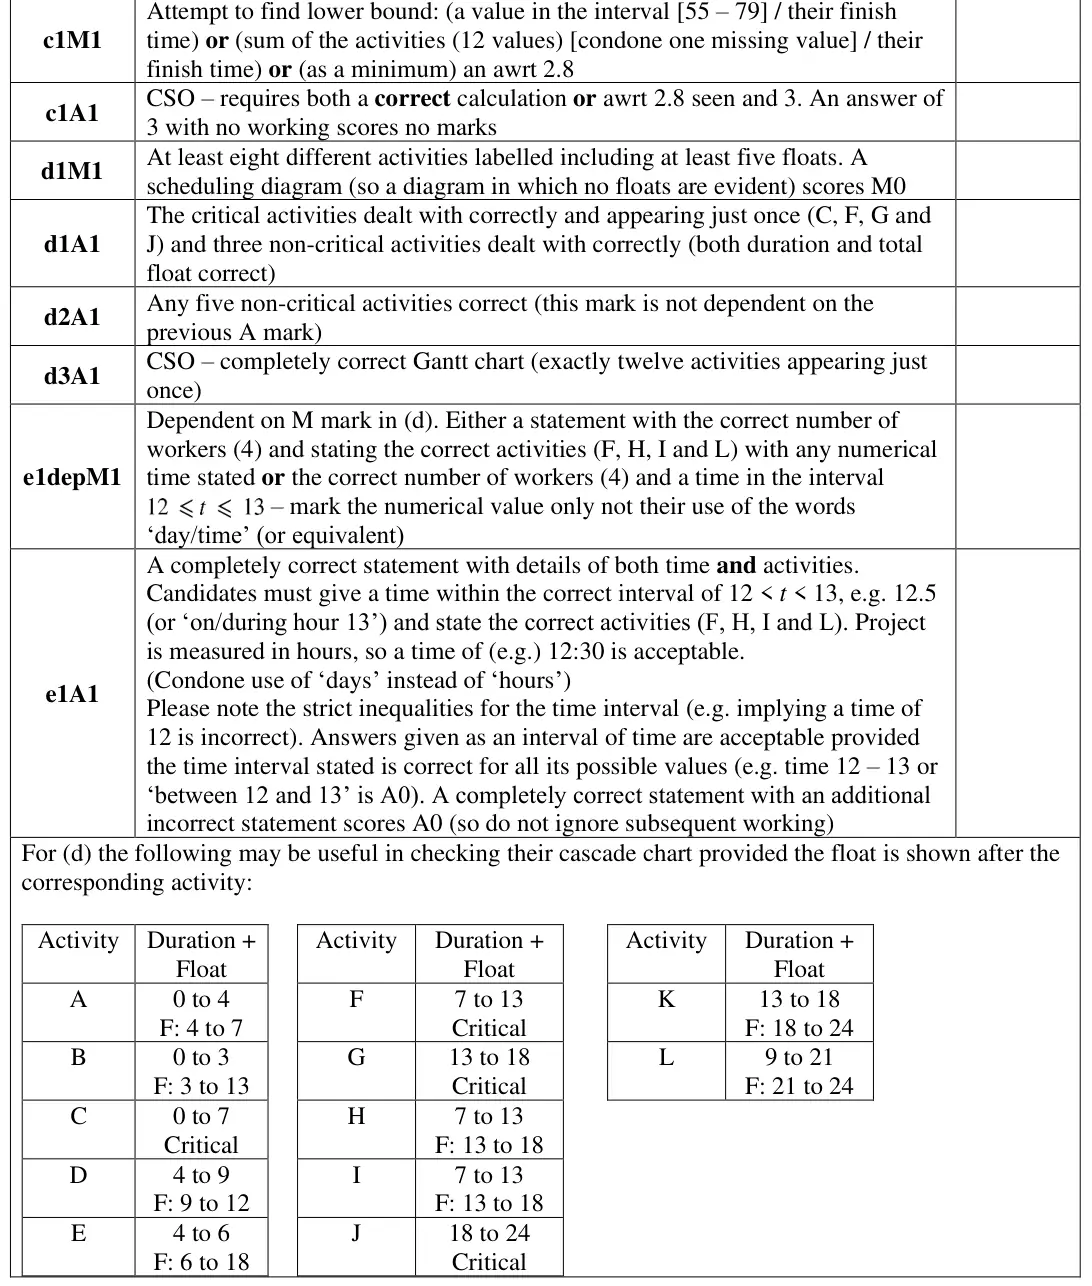 c1M1
Attempt to find lower bound: (a value in the interval [55 – 79] / their finish
time) or (sum of the activities (12 values) [condone one missing value] / their
finish time) or (as a minimum) an awrt 2.8
c1A1
CSO – requires both a correct calculation or awrt 2.8 seen and 3. An answer of
3 with no working scores no marks
d1M1
At least eight different activities labelled including at least five floats. A
scheduling diagram (so a diagram in which no floats are evident) scores M0
d1A1
The critical activities dealt with correctly and appearing just once (C, F, G and
J) and three non-critical activities dealt with correctly (both duration and total
float correct)
d2A1
Any five non-critical activities correct (this mark is not dependent on the
previous A mark)
d3A1
CSO – completely correct Gantt chart (exactly twelve activities appearing just
once)
e1depM1
Dependent on M mark in (d). Either a statement with the correct number of
workers (4) and stating the correct activities (F, H, I and L) with any numerical
time stated or the correct number of workers (4) and a time in the interval
12 ⩽ t ⩽ 13 – mark the numerical value only not their use of the words
‘day/time’ (or equivalent)
e1A1
A completely correct statement with details of both time and activities.
Candidates must give a time within the correct interval of 12 < t < 13, e.g. 12.5
(or ‘on/during hour 13’) and state the correct activities (F, H, I and L). Project
is measured in hours, so a time of (e.g.) 12:30 is acceptable.
(Condone use of ‘days’ instead of ‘hours’)
Please note the strict inequalities for the time interval (e.g. implying a time of
12 is incorrect). Answers given as an interval of time are acceptable provided
the time interval stated is correct for all its possible values (e.g. time 12 – 13 or
‘between 12 and 13’ is A0). A completely correct statement with an additional
incorrect statement scores A0 (so do not ignore subsequent working)
For (d) the following may be useful in checking their cascade chart provided the float is shown after the
corresponding activity:
Activity Duration +
Float
A 0 to 4
F: 4 to 7
B 0 to 3
F: 3 to 13
C 0 to 7
Critical
D 4 to 9
F: 9 to 12
E 4 to 6
F: 6 to 18
Activity Duration +
Float
F 7 to 13
Critical
G 13 to 18
Critical
H 7 to 13
F: 13 to 18
I 7 to 13
F: 13 to 18
J 18 to 24
Critical
Activity Duration +
Float
K 13 to 18
F: 18 to 24
L 9 to 21
F: 21 to 24